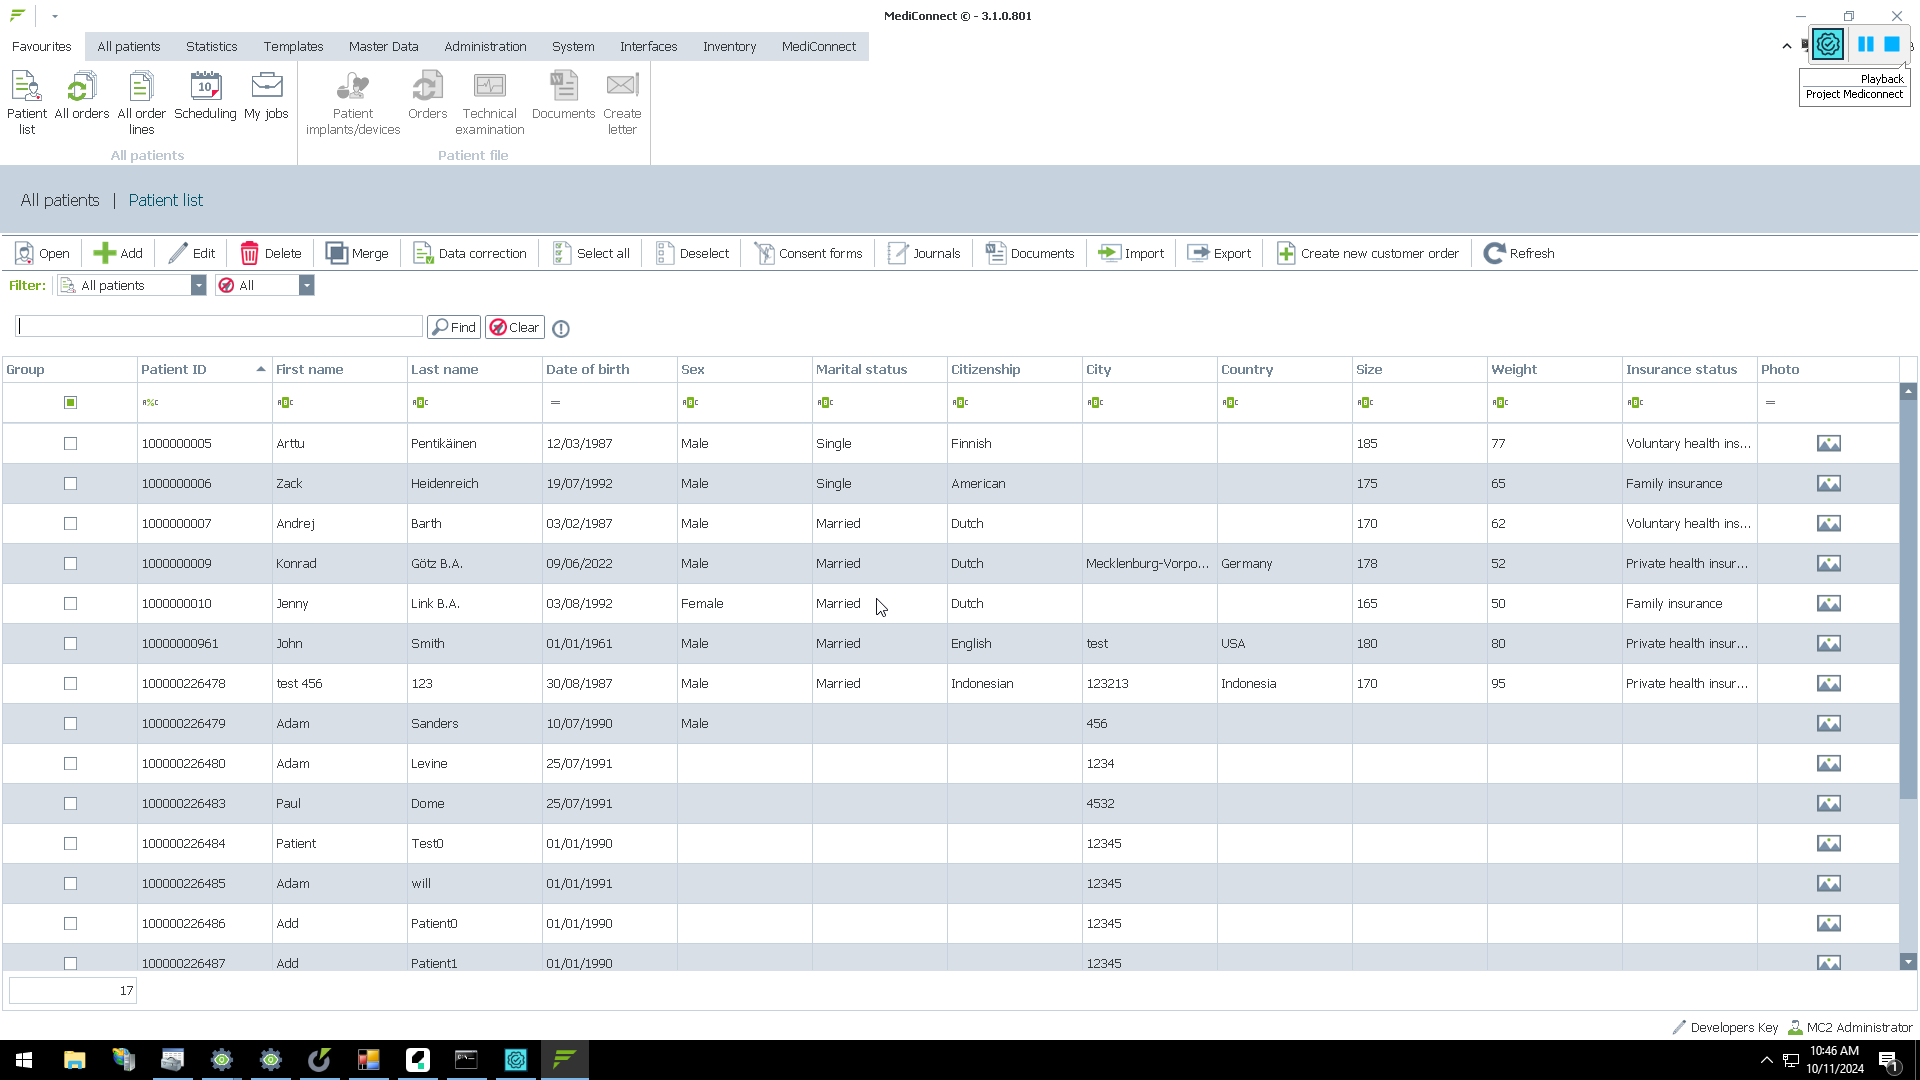 MediConnect © - 3.1.0.801
Favourites All patients Statistics Templates Master Data Administration System Interfaces Inventory MediConnect
Playback
Project Mediconnect
Patient list All orders All order lines Scheduling My jobs Patient implants/devices Orders Technical examination Documents Create letter
All patients Patient file
All patients | Patient list
Open Add Edit Delete Merge Data correction Select all Deselect Consent forms Journals Documents Import Export Create new customer order Refresh
Filter: All patients All
Find Clear
Group Patient ID First name Last name Date of birth Sex Marital status Citizenship City Country Size Weight Insurance status Photo
1000000005 Arttu Pentikäinen 12/03/1987 Male Single Finnish 185 77 Voluntary health ins...
1000000006 Zack Heidenreich 19/07/1992 Male Single American 175 65 Family insurance
1000000007 Andrej Barth 03/02/1987 Male Married Dutch 170 62 Voluntary health ins...
1000000009 Konrad Götz B.A. 09/06/2022 Male Married Dutch Mecklenburg-Vorpo... Germany 178 52 Private health insur...
1000000010 Jenny Link B.A. 03/08/1992 Female Married Dutch 165 50 Family insurance
10000000961 John Smith 01/01/1961 Male Married English test USA 180 80 Private health insur...
100000226478 test 456 123 30/08/1987 Male Married Indonesian 123213 Indonesia 170 95 Private health insur...
100000226479 Adam Sanders 10/07/1990 Male 456
100000226480 Adam Levine 25/07/1991 1234
100000226483 Paul Dome 25/07/1991 4532
100000226484 Patient Test0 01/01/1990 12345
100000226485 Adam will 01/01/1991 12345
100000226486 Add Patient0 01/01/1990 12345
100000226487 Add Patient1 01/01/1990 12345
17
Developers Key MC2 Administrator
10:46 AM
10/11/2024
1